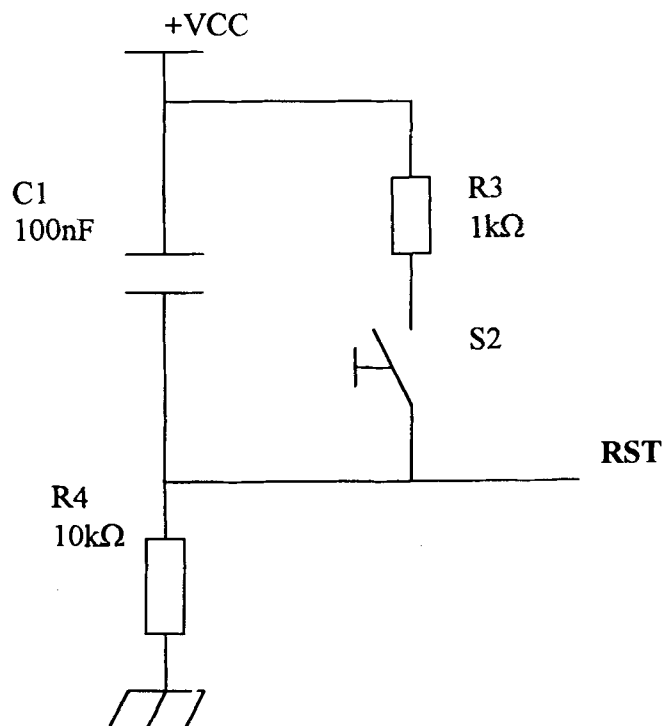 +VCC
C1
100nF
R3
1kΩ
S2
RST
R4
10kΩ